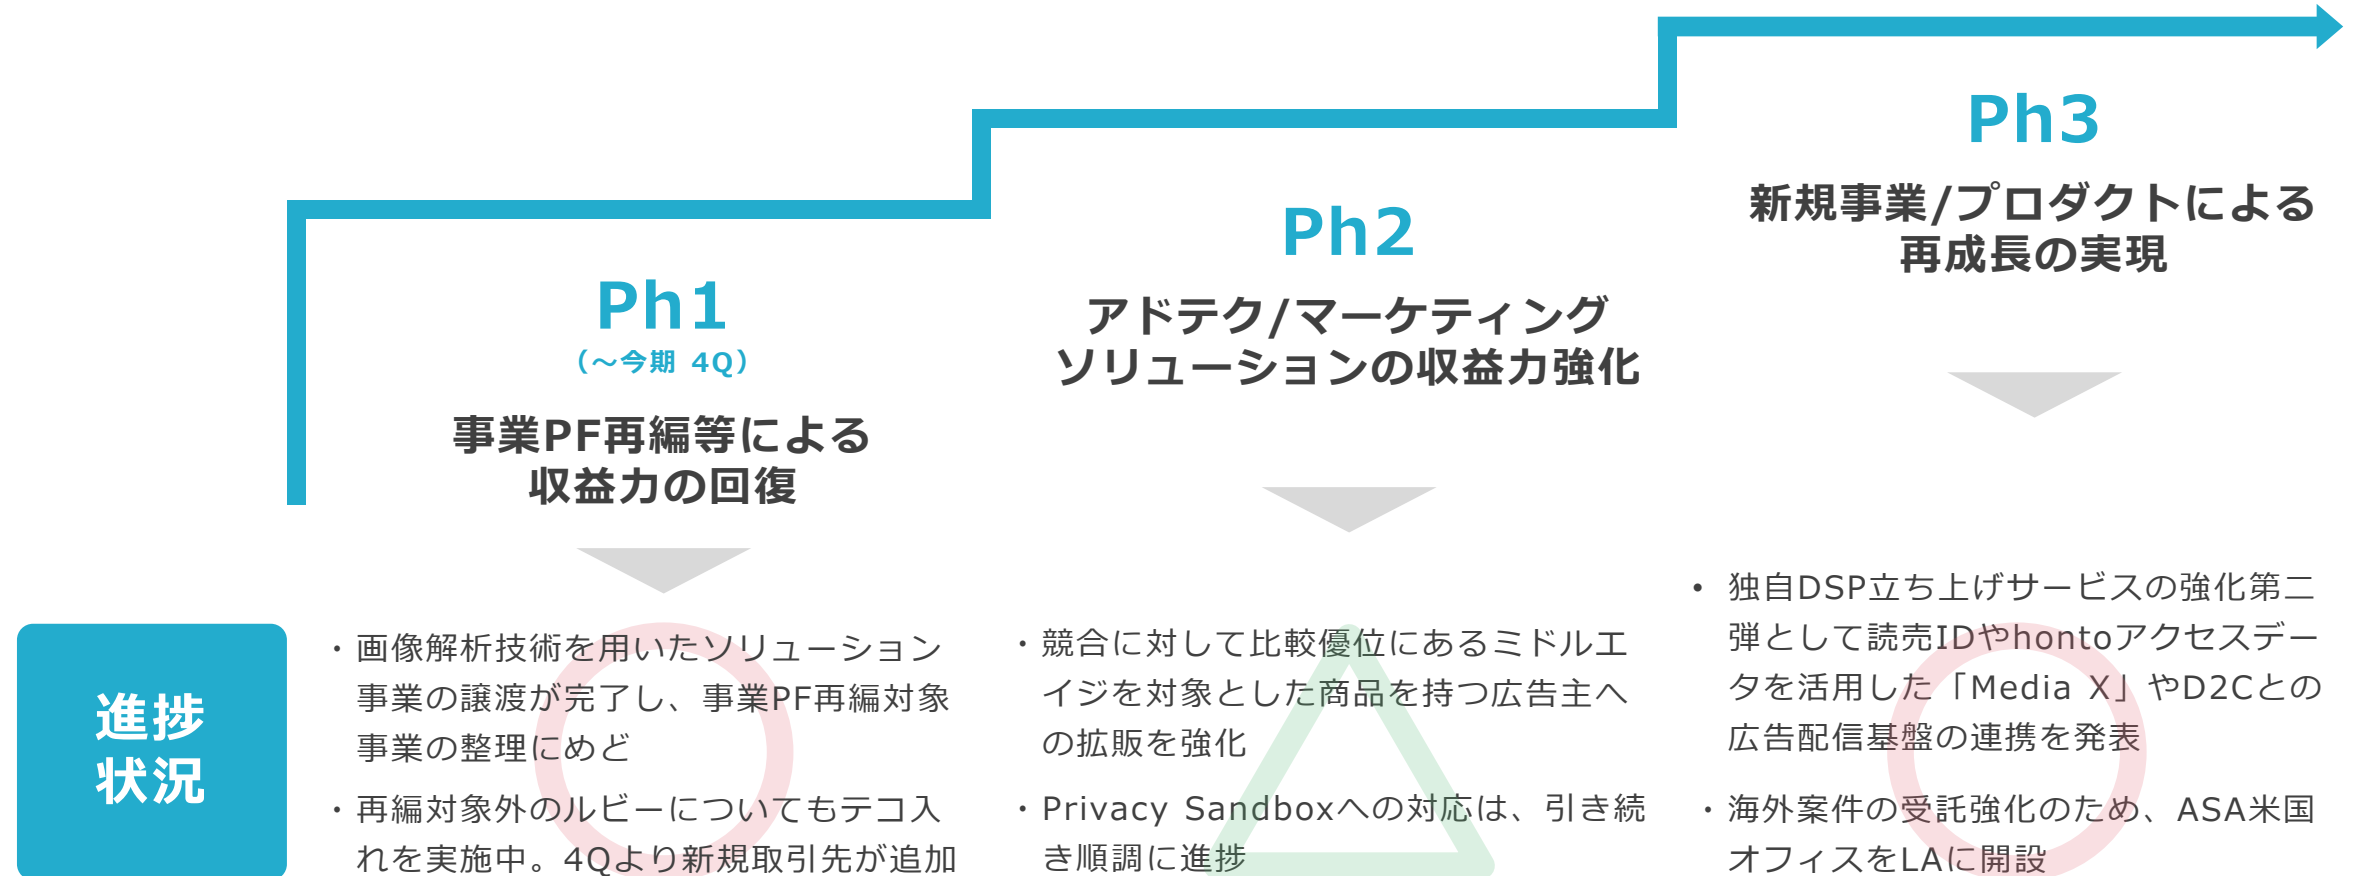 Ph1
（～今期 4Q）
事業PF再編等による
収益力の回復
Ph2
アドテク/マーケティング
ソリューションの収益力強化
Ph3
新規事業/プロダクトによる
再成長の実現
進捗
状況
・画像解析技術を用いたソリューション
事業の譲渡が完了し、事業PF再編対象
事業の整理にめど
・再編対象外のルビーについてもテコ入
れを実施中。4Qより新規取引先が追加
・競合に対して比較優位にあるミドルエ
イジを対象とした商品を持つ広告主へ
の拡販を強化
・Privacy Sandboxへの対応は、引き続
き順調に進捗
• 独自DSP立ち上げサービスの強化第二
弾として読売IDやhontoアクセスデー
タを活用した「Media X」やD2Cとの
広告配信基盤の連携を発表
・海外案件の受託強化のため、ASA米国
オフィスをLAに開設